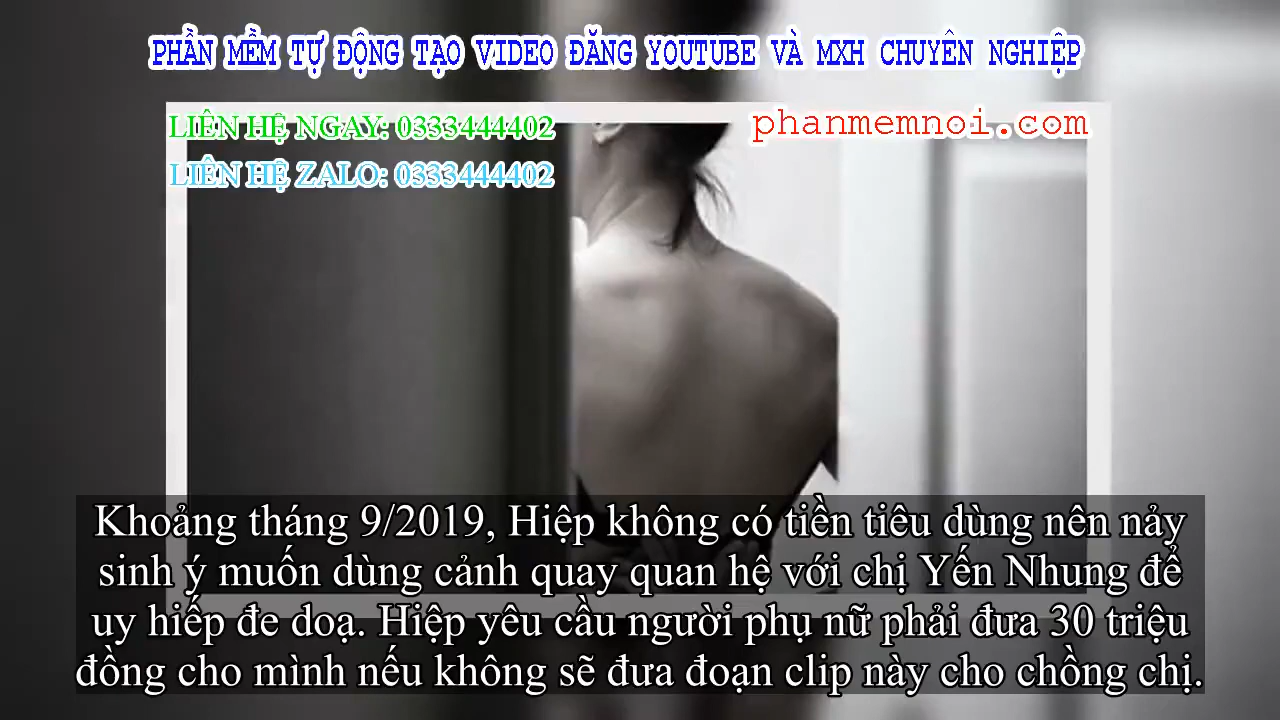 PHẦN MỀM TỰ ĐỘNG TẠO VIDEO ĐĂNG YOUTUBE VÀ MXH CHUYÊN NGHIỆP
LIÊN HỆ NGAY: 0333444402
phanmemnoi.com
LIÊN HỆ ZALO: 0333444402
Khoảng tháng 9/2019, Hiệp không có tiền tiêu dùng nên nảy
sinh ý muốn dùng cảnh quay quan hệ với chị Yến Nhung để
uy hiếp đe doạ. Hiệp yêu cầu người phụ nữ phải đưa 30 triệu
đồng cho mình nếu không sẽ đưa đoạn clip này cho chồng chị.